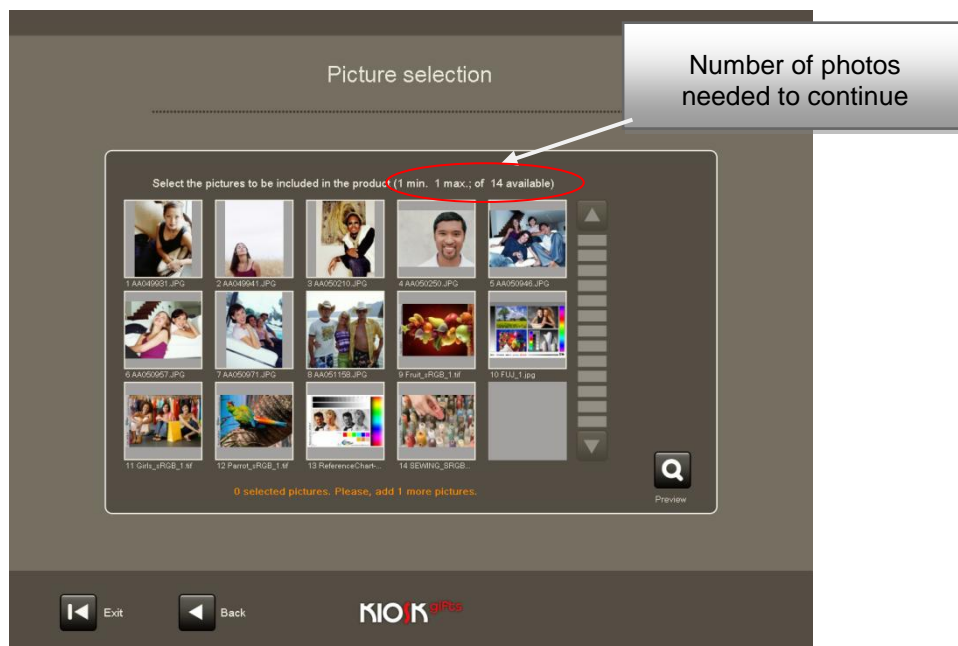 Picture selection
Number of photos
needed to continue
Select the pictures to be included in the product (1 min. 1 max.; of 14 available)
1 AA049931.JPG
2 AA049941.JPG
3 AA050210.JPG
4 AA050250.JPG
5 AA050946.JPG
6 AA050957.JPG
7 AA050971.JPG
8 AA051158.JPG
9 Fruit_sRGB_1.tif
10 FUJ_1.jpg
11 Girls_sRGB_1.tif
12 Parrot_sRGB_1.tif
13 ReferenceChart-...
14 SEWING_SRGB...
0 selected pictures. Please, add 1 more pictures.
Preview
Exit
Back
KIOSK gifts